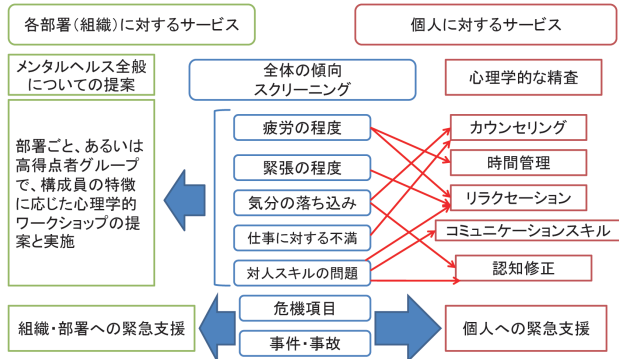 各部署（組織）に対するサービス
個人に対するサービス
メンタルヘルス全般
についての提案
全体の傾向
スクリーニング
心理学的な精査
部署ごと、あるいは
高得点者グループ
で、構成員の特徴
に応じた心理学的
ワークショップの提
案と実施
疲労の程度
緊張の程度
気分の落ち込み
仕事に対する不満
対人スキルの問題
カウンセリング
時間管理
リラクセーション
コミュニケーションスキル
認知修正
組織・部署への緊急支援
危機項目
事件・事故
個人への緊急支援